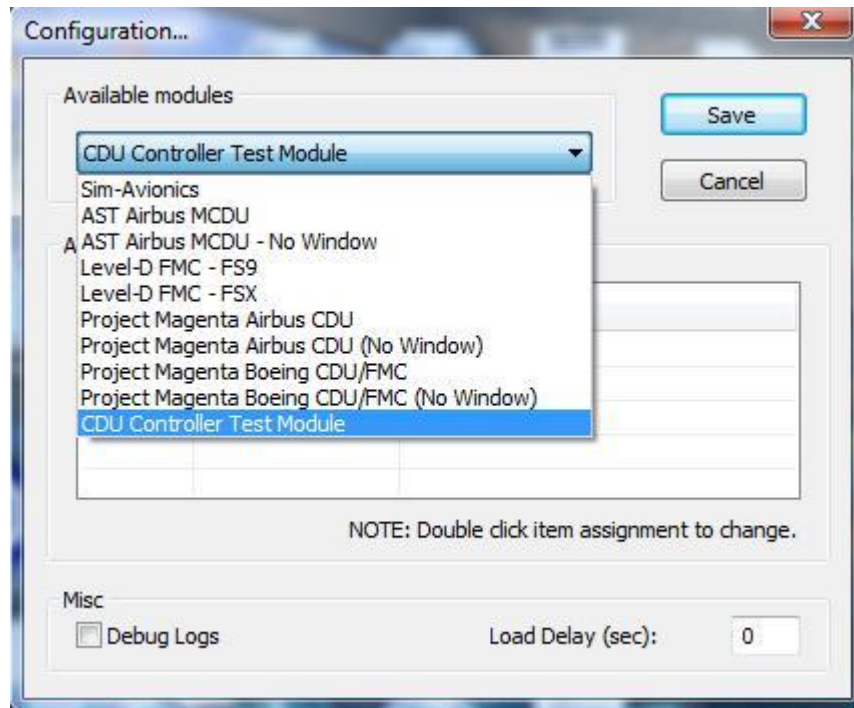 Configuration...
Available modules
Save
CDU Controller Test Module
Cancel
Sim-Avionics
AST Airbus MCDU
AST Airbus MCDU - No Window
Level-D FMC - FS9
Level-D FMC - FSX
Project Magenta Airbus CDU
Project Magenta Airbus CDU (No Window)
Project Magenta Boeing CDU/FMC
Project Magenta Boeing CDU/FMC (No Window)
CDU Controller Test Module
NOTE: Double click item assignment to change.
Misc
Debug Logs
Load Delay (sec):
0